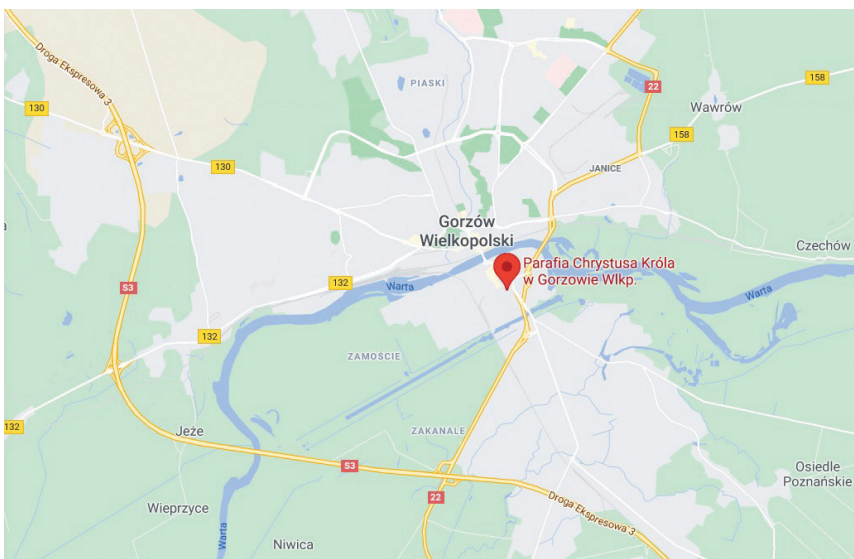 Droga Ekspresowa 3
PIASKI
22
158
Wawrów
130
130
158
130
JANICE
Gorzów
Wielkopolski
Czechów
Parafia Chrystusa Króla
w Gorzowie Wlkp.
S3
132
Warta
Warta
132
ZAMOŚCIE
132
Jeże
ZAKANALE
S3
Osiedle
Poznańskie
22
Droga Ekspresowa 3
Wieprzyce
Warta
Niwica